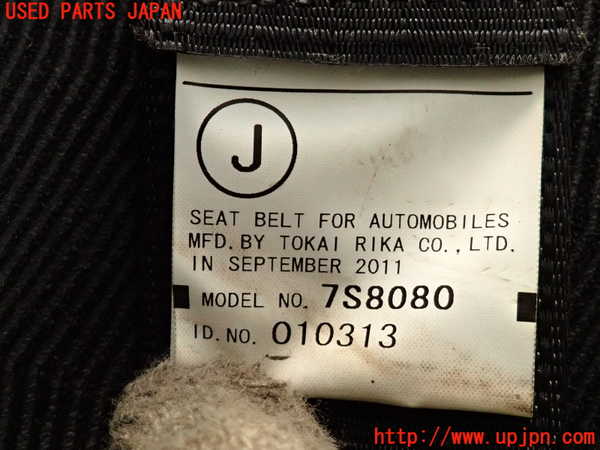 USED PARTS JAPAN
J
SEAT BELT FOR AUTOMOBILES
MFD. BY TOKAI RIKA CO., LTD.
IN SEPTEMBER 2011
MODEL NO. 7S8080
ID. NO. 010313
http://www.upjpn.com/